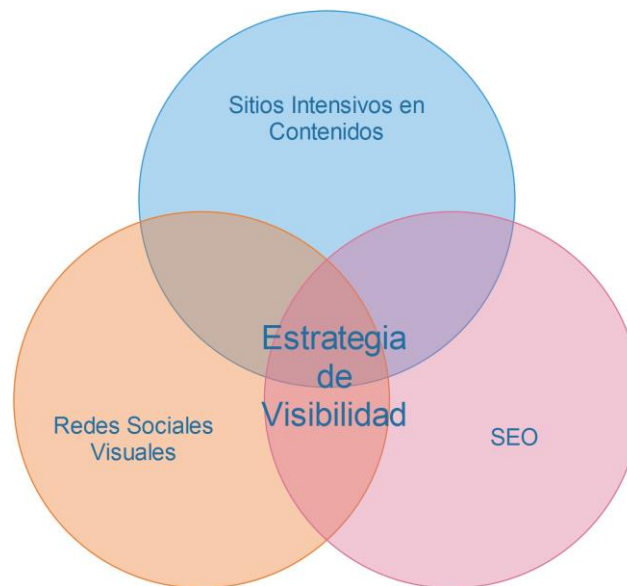 Sitios Intensivos en
Contenidos
Estrategia
de
Visibilidad
Redes Sociales
Visuales
SEO